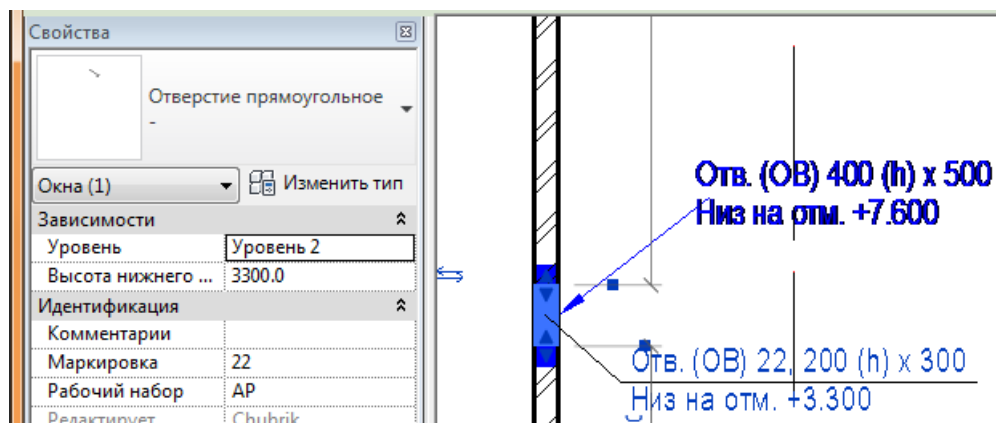 Свойства
Отверстие прямоугольное
-
Окна (1)
Изменить тип
Зависимости
Уровень
Уровень 2
Высота нижнего ...
3300.0
Идентификация
Комментарии
Маркировка
22
Рабочий набор
АР
Редактирует
Chubrik
Отв. (ОВ) 400 (h) x 500
Низ на отм. +7.600
Отв. (ОВ) 22, 200 (h) x 300
Низ на отм. +3.300